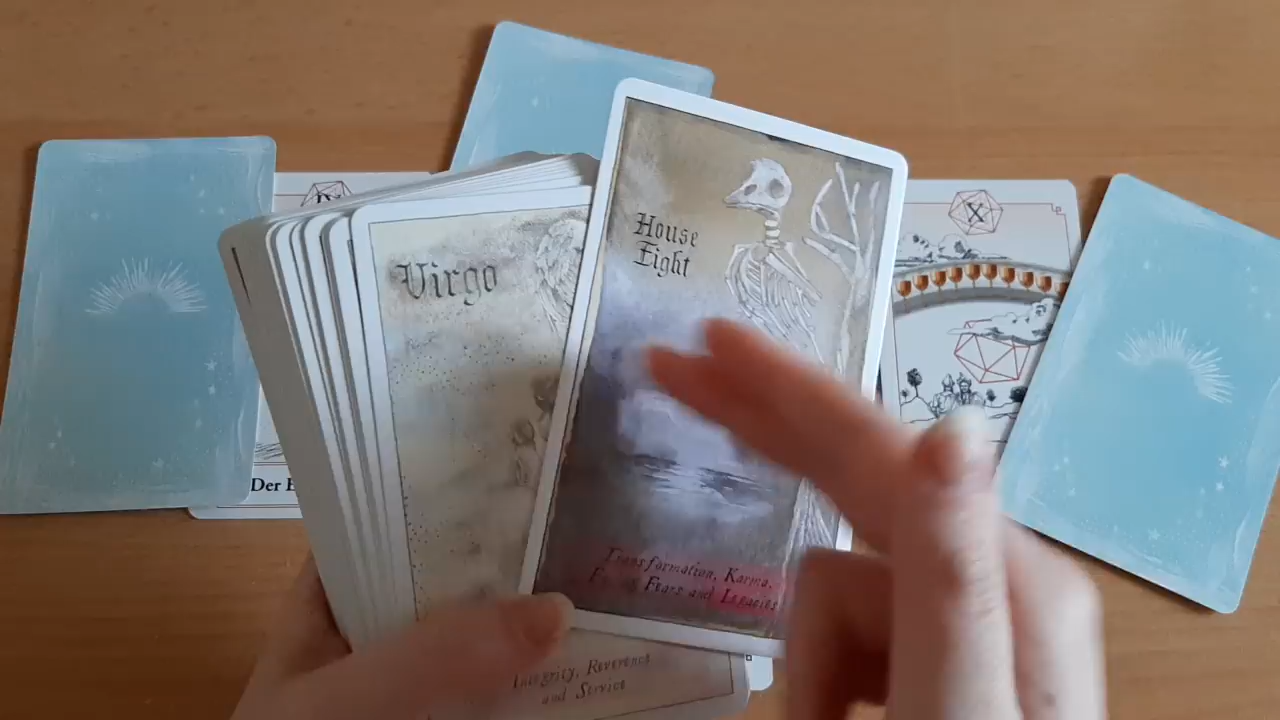 Virgo
House
Eight
X
Transformation, Karma,
Fears and Legacies
Integrity, Reverence
and Service
Der